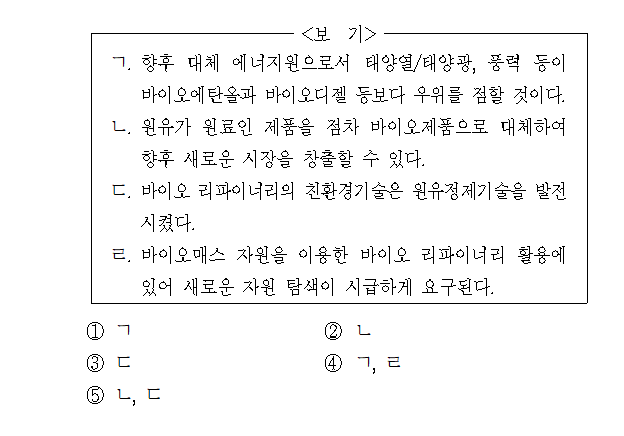 <보 기>
ㄱ. 향후 대체 에너지원으로서 태양열/태양광, 풍력 등이
바이오에탄올과 바이오디젤 등보다 우위를 점할 것이다.
ㄴ. 원유가 원료인 제품을 점차 바이오제품으로 대체하여
향후 새로운 시장을 창출할 수 있다.
ㄷ. 바이오 리파이너리의 친환경기술은 원유정제기술을 발전
시켰다.
ㄹ. 바이오매스 자원을 이용한 바이오 리파이너리 활용에
있어 새로운 자원 탐색이 시급하게 요구된다.
① ㄱ ② ㄴ
③ ㄷ ④ ㄱ, ㄹ
⑤ ㄴ, ㄷ